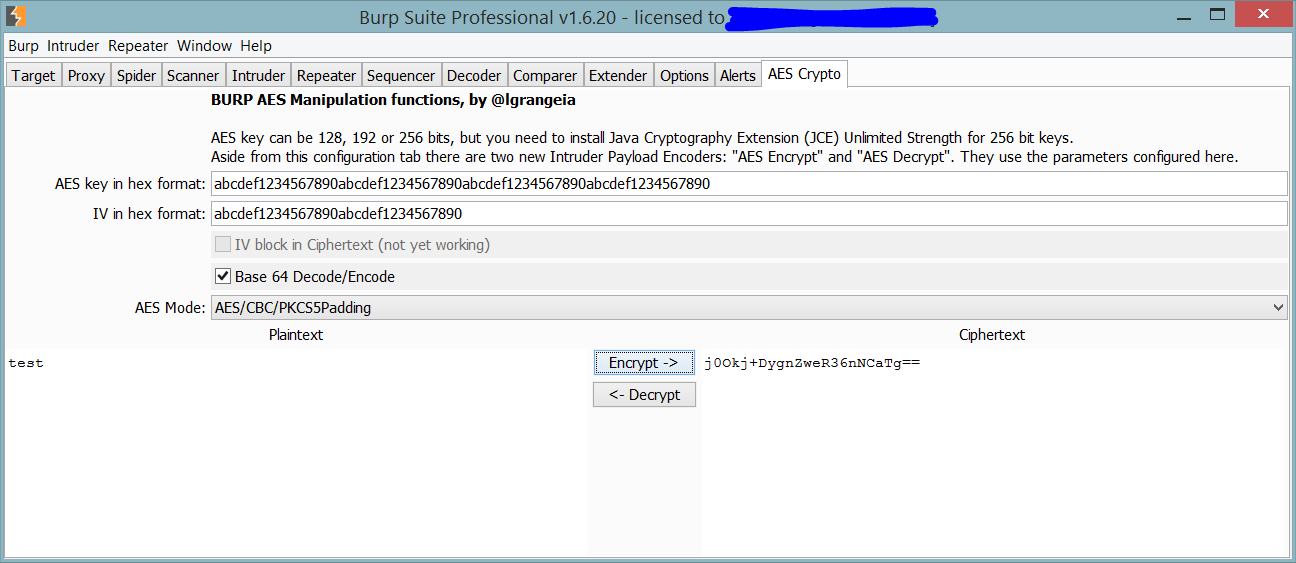 Burp Suite Professional v1.6.20 - licensed to
Burp Intruder Repeater Window Help
Target Proxy Spider Scanner Intruder Repeater Sequencer Decoder Comparer Extender Options Alerts AES Crypto
BURP AES Manipulation functions, by @lgrangeia
AES key can be 128, 192 or 256 bits, but you need to install Java Cryptography Extension (JCE) Unlimited Strength for 256 bit keys.
Aside from this configuration tab there are two new Intruder Payload Encoders: "AES Encrypt" and "AES Decrypt". They use the parameters configured here.
AES key in hex format: abcdef1234567890abcdef1234567890abcdef1234567890abcdef1234567890
IV in hex format: abcdef1234567890abcdef1234567890
IV block in Ciphertext (not yet working)
Base 64 Decode/Encode
AES Mode: AES/CBC/PKCS5Padding
Plaintext Ciphertext
test Encrypt -> j0Okj+DygnZweR36nNCaTg==
<- Decrypt